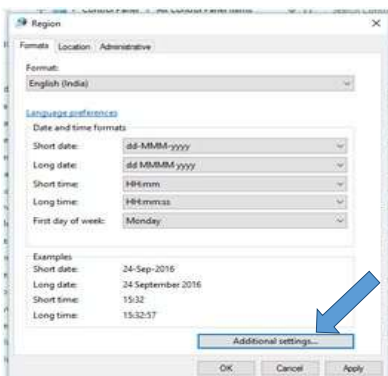 Region
Formats Location Administrative
Format:
English (India)
Language preferences
Date and time formats
Short date: dd-MMM-yyyy
Long date: dd MMMM yyyy
Short time: HH:mm
Long time: HH:mm:ss
First day of week: Monday
Examples
Short date: 24-Sep-2016
Long date: 24 September 2016
Short time: 15:32
Long time: 15:32:57
Additional settings...
OK Cancel Apply